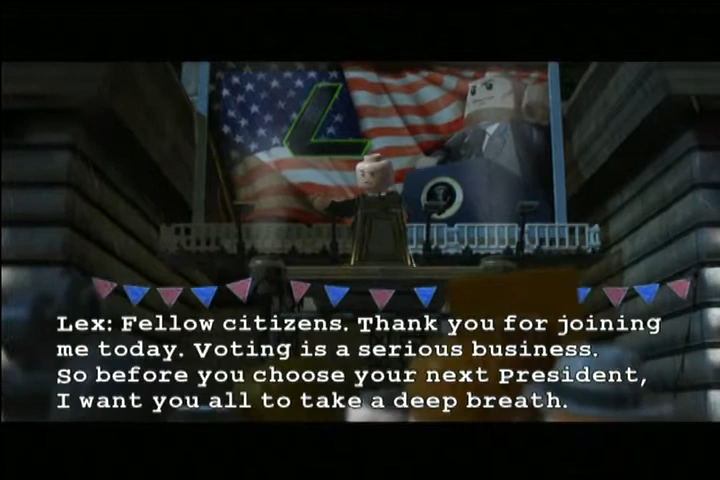 L
Lex: Fellow citizens. Thank you for joining
me today. Voting is a serious business.
So before you choose your next President,
I want you all to take a deep breath.